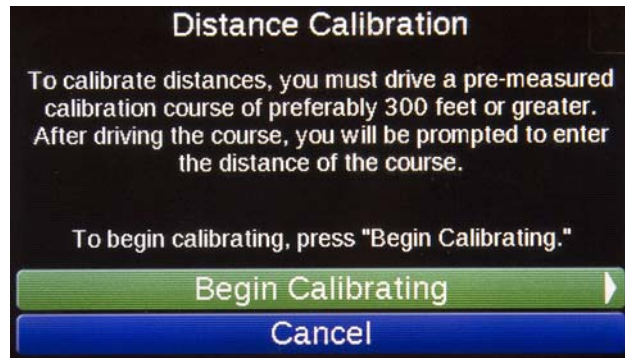 Distance Calibration
To calibrate distances, you must drive a pre-measured
calibration course of preferably 300 feet or greater.
After driving the course, you will be prompted to enter
the distance of the course.
To begin calibrating, press "Begin Calibrating."
Begin Calibrating
Cancel